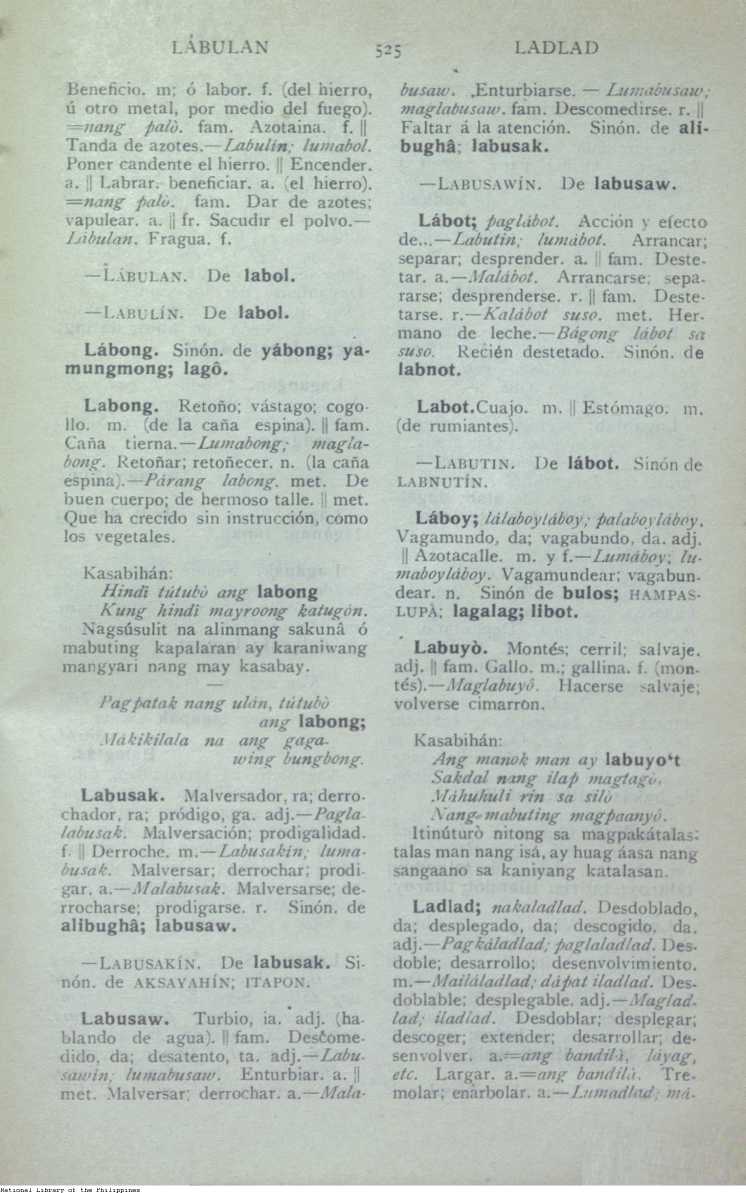 LÁBULAN
525
LADLAD
Beneficio. m; ó labor. f. (del hierro,
ú otro metal, por medio del fuego).
=nang palò. fam. Azotaina. f. ||
Tanda de azotes.—Labulín; lumabol.
Poner candente el hierro. || Encender.
a. || Labrar. beneficiar. a. (el hierro).
=nang palò. fam. Dar de azotes;
vapulear. a. || fr. Sacudir el polvo.—
Lábulan. Fragua. f.
—LÁBULAN. De labol.
—LABULÍN. De labol.
Lábong. Sinón. de yábong; ya-
mungmong; lagô.
Labong. Retoño; vástago; cogo-
llo. m. (de la caña espina). || fam.
Caña tierna.—Lumabong; magla-
bong. Retoñar; retoñecer. n. (la caña
espina).—Párang labong. met. De
buen cuerpo; de hermoso talle. || met.
Que ha crecido sin instrucción, como
los vegetales.
Kasabihán:
Hindî tútubò ang labong
Kung hindî mayroong katugón.
Nagsúsulit na alinmang sakunâ ó
mabuting kapalaran ay karaniwang
mangyari nang may kasabay.
Pagpatak nang ulán, tútubò
ang labong;
Mákikilala na ang gaga-
wing bungbong.
Labusak. Malversador, ra; derro-
chador, ra; pródigo, ga. adj.—Pagla-
labusak. Malversación; prodigalidad.
f. || Derroche. m.—Labusakin; luma-
busak. Malversar; derrochar; prodi-
gar. a.—Malabusak. Malversarse; de-
rrocharse; prodigarse. r. Sinón. de
alibughâ; labusaw.
—LABUSAKÍN. De labusak. Si-
nón. de AKSAYAHÍN; ITAPON.
Labusaw. Turbio, ia. adj. (ha-
blando de agua). || fam. Descome-
dido, da; desatento, ta. adj.—Labu-
sawin; lumabusaw. Enturbiar. a. ||
met. Malversar; derrochar. a.—Mala-
busaw. Enturbiarse. — Lumabusaw;
maglabusaw. fam. Descomedirse. r. ||
Faltar á la atención. Sinón. de ali-
bughâ; labusak.
—LABUSAWÍN. De labusaw.
Lábot; paglábot. Acción y efecto
de...—Labutin; lumábot. Arrancar;
separar; desprender. a. || fam. Deste-
tar. a.—Malábot. Arrancarse; sepa-
rarse; desprenderse. r. || fam. Deste-
tarse. r.—Kalábot suso. met. Her-
mano de leche.—Bágong lábot sa
suso. Recién destetado. Sinón. de
labnot.
Labot.Cuajo. m. || Estómago. m.
(de rumiantes).
—LABUTIN. De lábot. Sinón de
LABNUTÍN.
Láboy; lálaboyláboy; palaboyláboy.
Vagamundo, da; vagabundo, da. adj.
|| Azotacalle. m. y f.—Lumáboy; lu-
maboyláboy. Vagamundear; vagabun-
dear. n. Sinón de bulos; HAMPAS-
LUPÀ; lagalag; libot.
Labuyò. Montés; cerril; salvaje.
adj. || fam. Gallo. m.; gallina. f. (mon-
tés).—Maglabuyô. Hacerse salvaje;
volverse cimarrón.
Kasabihán:
Ang manok man ay labuyo't
Sakdal nang ilap magtagò.
Máhuhuli rin sa silò
Nang mabuting magpaanyô.
Itinúturò nitong sa magpakátalas-
talas man nang isá, ay huag áasa nang
sangaano sa kaniyang katalasan.
Ladlad; nakaladlad. Desdoblado,
da; desplegado, da; descogido, da.
adj.—Pagkáladlad; paglaladlad. Des-
doble; desarrollo; desenvolvimiento.
m.—Mailáladlad; dápat iladlad. Des-
doblable; desplegable. adj.—Maglad-
lad; iladlad. Desdoblar; desplegar;
descoger; extender; desarrollar; de-
senvolver. a.=ang bandilà, láyag,
etc. Largar. a.=ang bandilà. Tre-
molar; enarbolar. a.—Lumadlad; má-
National Library of the Philippines